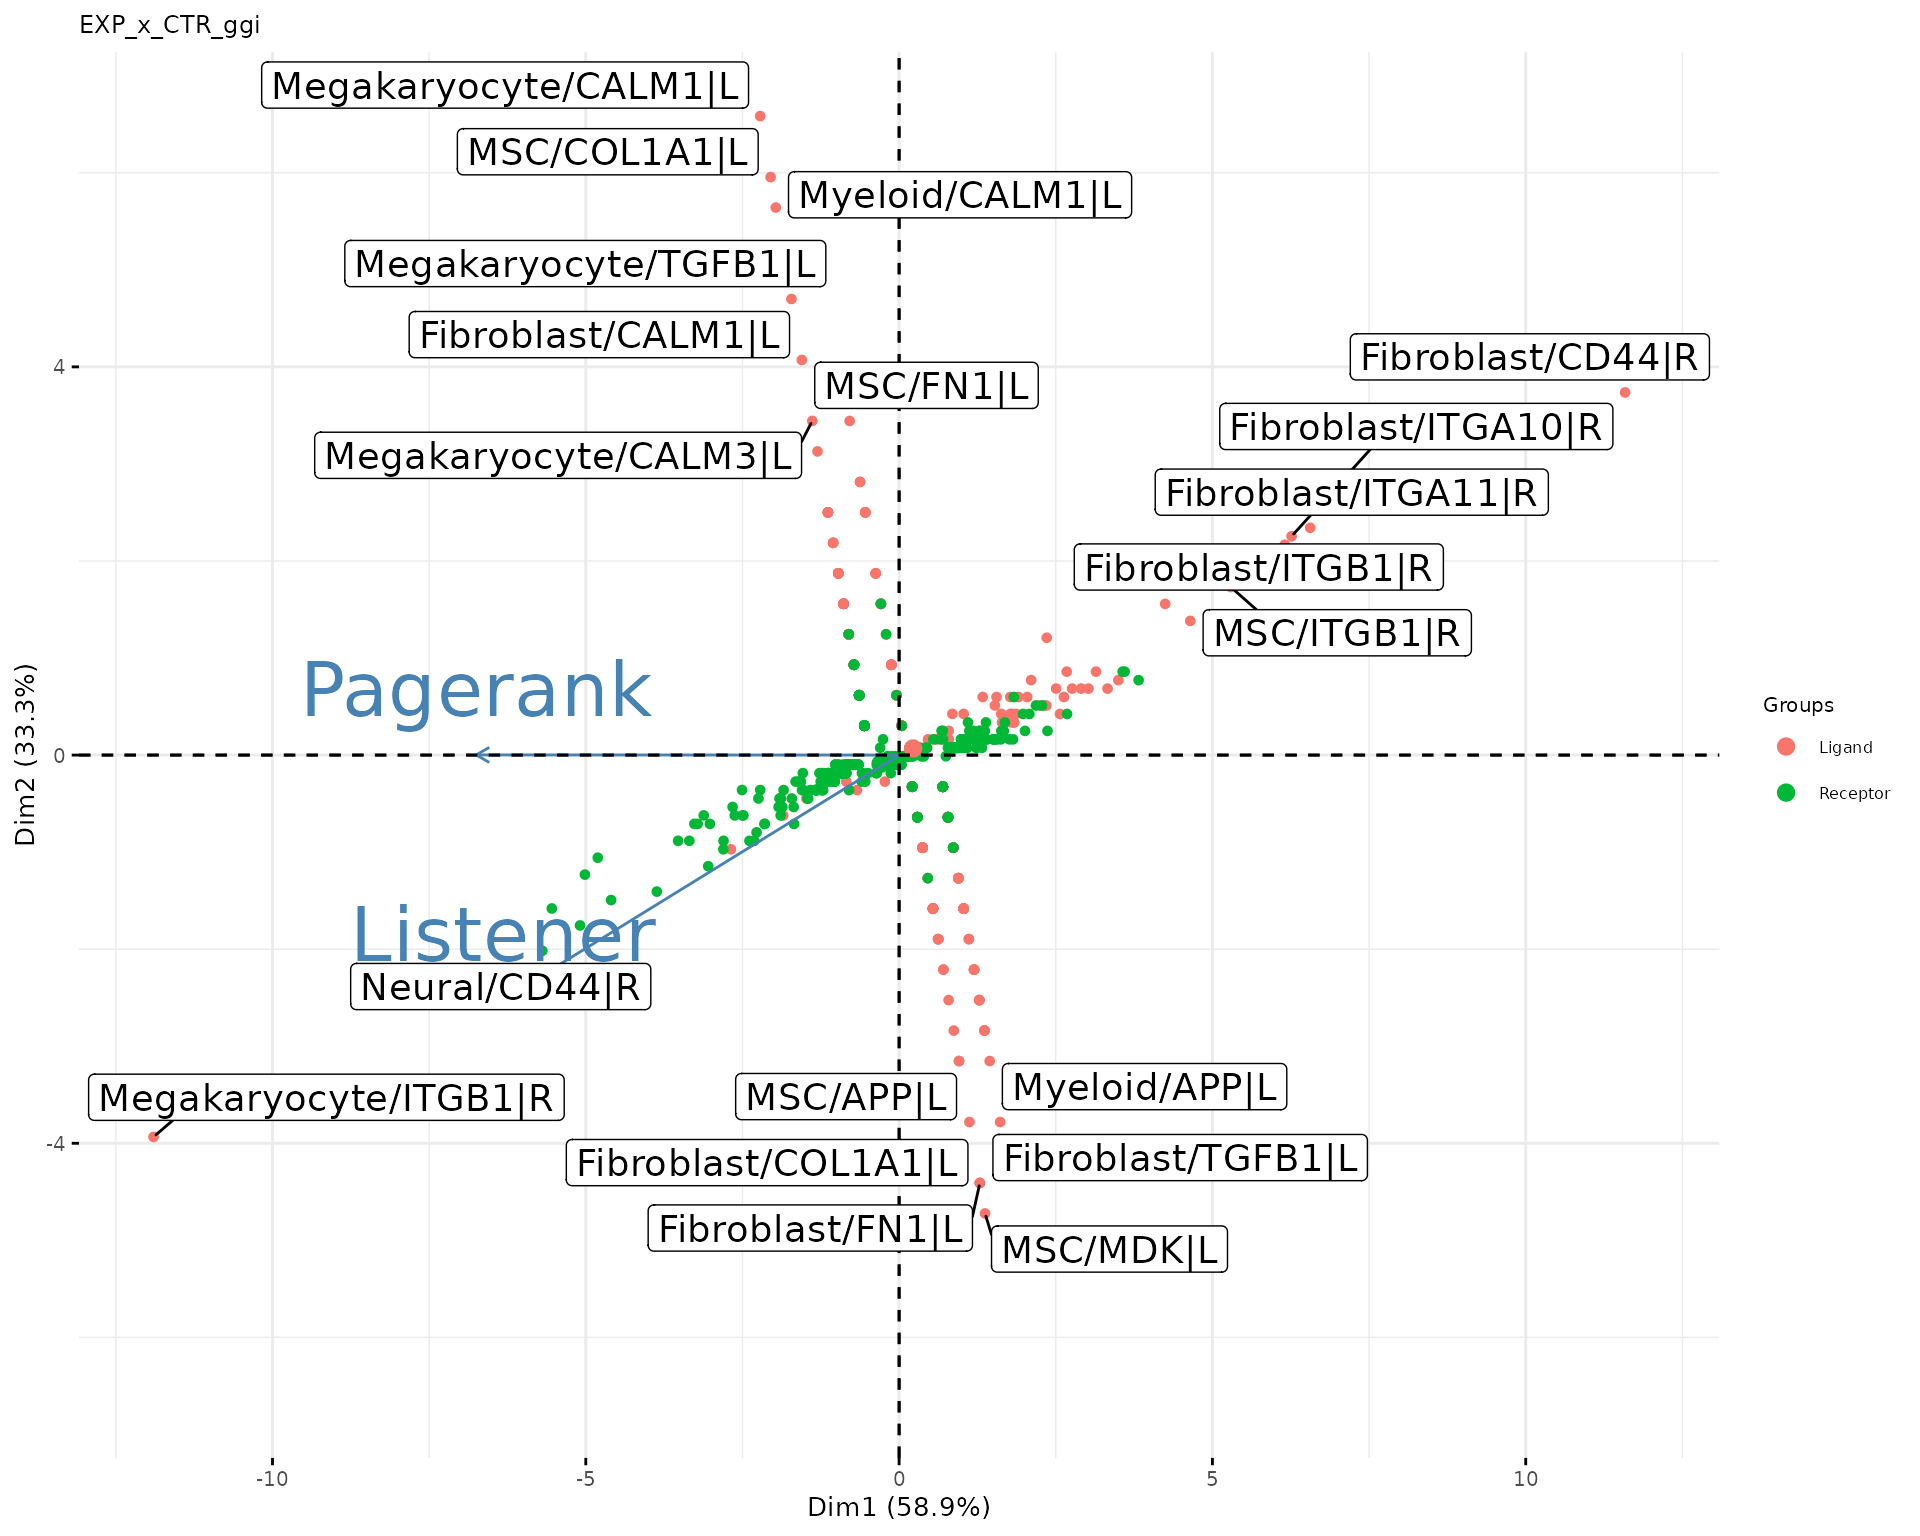 EXP_x_CTR_ggi
Megakaryocyte/CALM1|L
MSC/COL1A1|L
Myeloid/CALM1|L
Megakaryocyte/TGFB1|L
Fibroblast/CALM1|L
Fibroblast/CD44|R
4
MSC/FN1|L
Fibroblast/ITGA10|R
Megakaryocyte/CALM3|L
Fibroblast/ITGA11|R
Fibroblast/ITGB1|R
MSC/ITGB1|R
Pagerank
Groups
Ligand
Receptor
0
Dim2 (33.3%)
Listener
Neural/CD44|R
Megakaryocyte/ITGB1|R
MSC/APP|L
Myeloid/APP|L
-4
Fibroblast/COL1A1|L
Fibroblast/TGFB1|L
Fibroblast/FN1|L
MSC/MDK|L
-10 -5 0 5 10
Dim1 (58.9%)